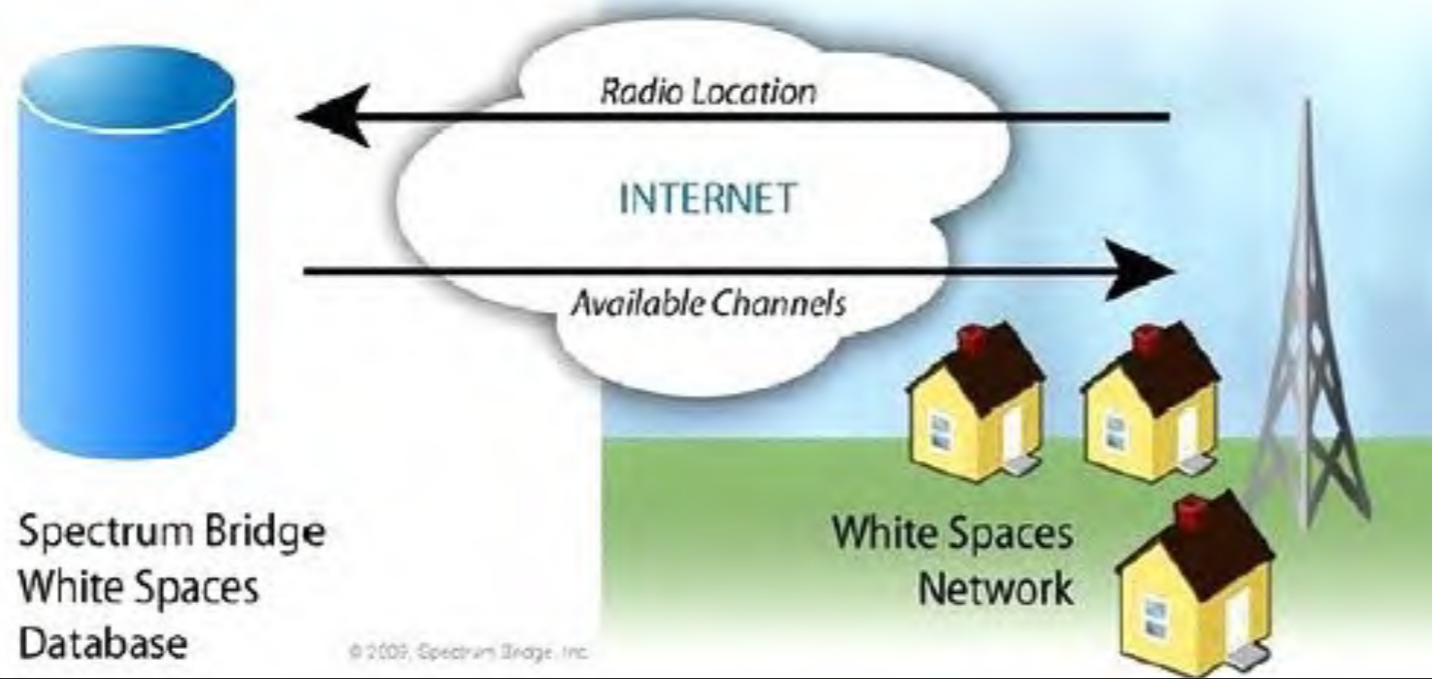 Radio Location
INTERNET
Available Channels
Spectrum Bridge
White Spaces
Database
White Spaces
Network
© 2009, Spectrum Bridge, Inc.